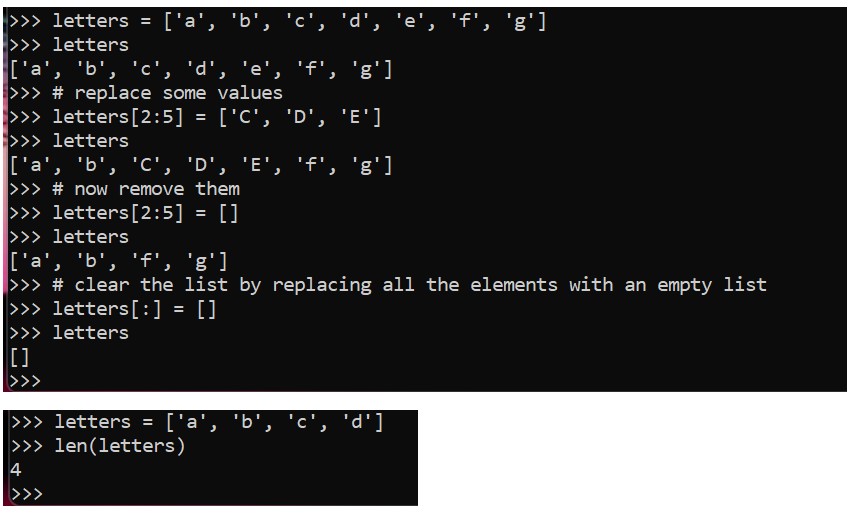 >>> letters = ['a', 'b', 'c', 'd', 'e', 'f', 'g']
>>> letters
['a', 'b', 'c', 'd', 'e', 'f', 'g']
>>> # replace some values
>>> letters[2:5] = ['C', 'D', 'E']
>>> letters
['a', 'b', 'C', 'D', 'E', 'f', 'g']
>>> # now remove them
>>> letters[2:5] = []
>>> letters
['a', 'b', 'f', 'g']
>>> # clear the list by replacing all the elements with an empty list
>>> letters[:] = []
>>> letters
[]
>>>
>>> letters = ['a', 'b', 'c', 'd']
>>> len(letters)
4
>>>